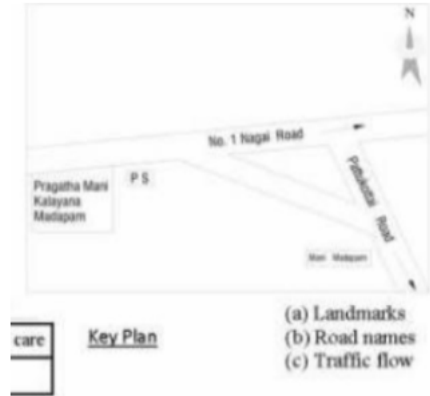 N
No. 1 Nagai Road
Pattukottai Road
P S
Pragatha Mani
Kalayana
Madapam
Mani Madapam
(a) Landmarks
(b) Road names
(c) Traffic flow
care
Key Plan